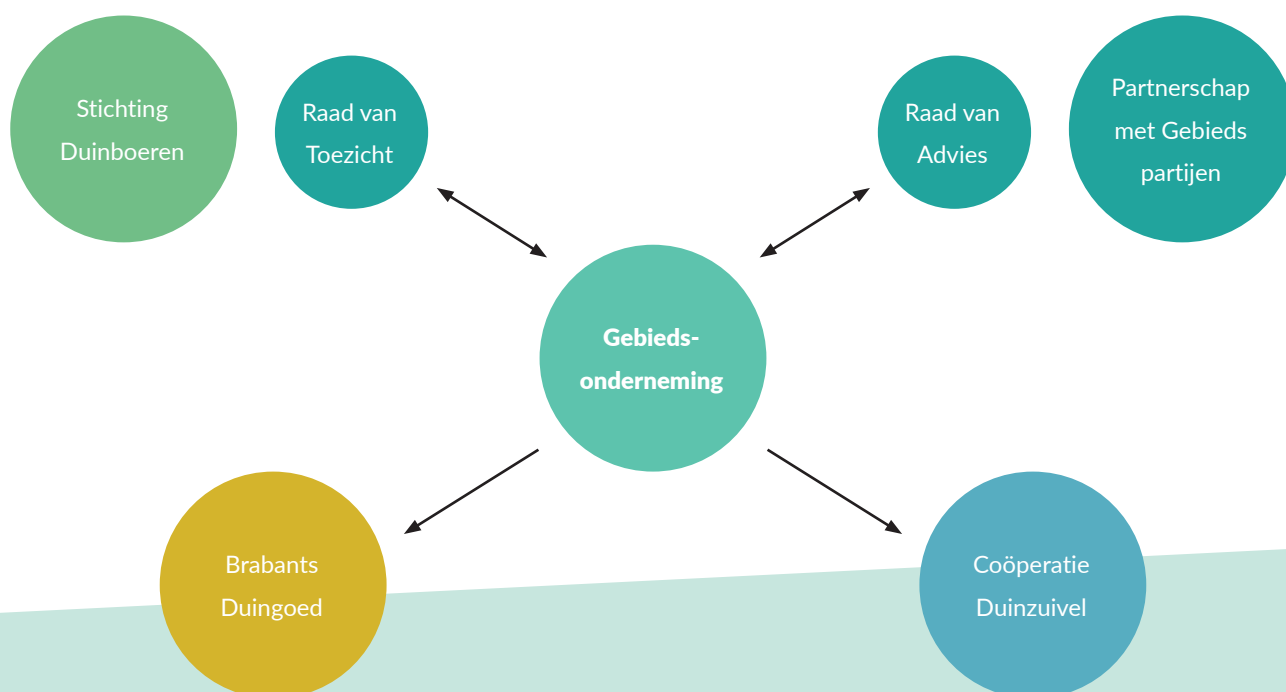 Stichting
Duinboeren
Raad van
Toezicht
Raad van
Advies
Partnerschap
met Gebieds
partijen
Gebieds-
onderneming
Brabants
Duingoed
Coöperatie
Duinzuivel